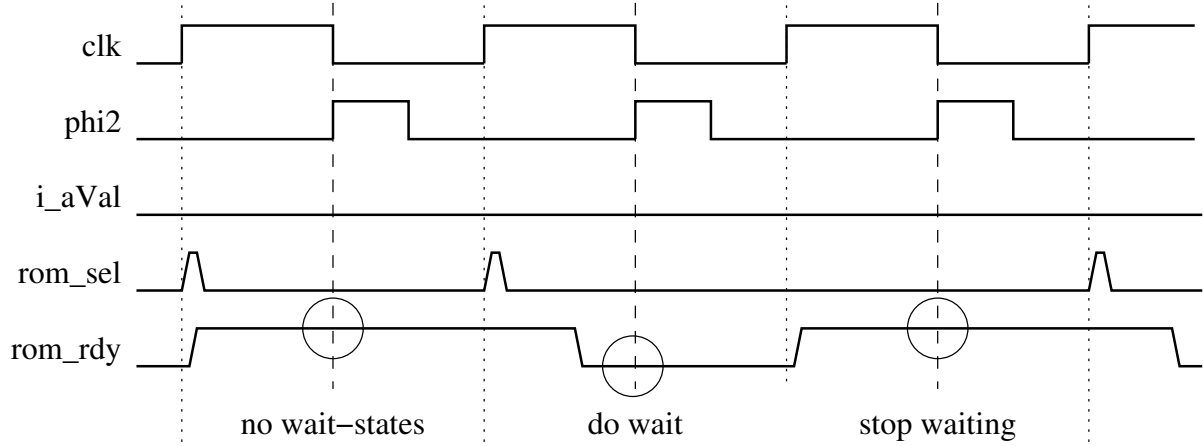 clk
phi2
i_aVal
rom_sel
rom_rdy
no wait−states do wait stop waiting